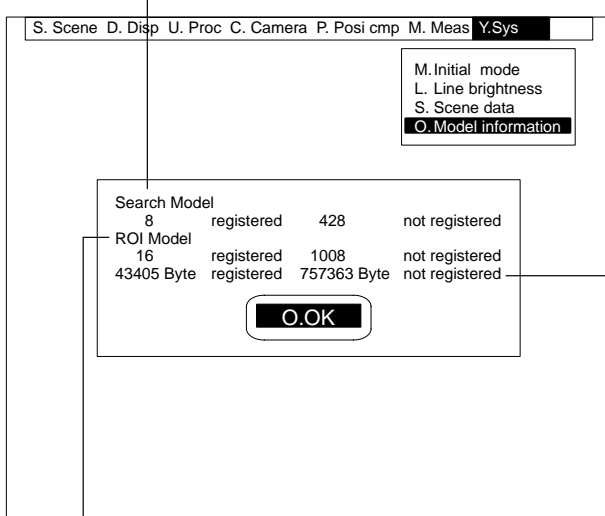 S. Scene D. Disp U. Proc C. Camera P. Posi cmp M. Meas Y.Sys
M.Initial mode
L. Line brightness
S. Scene data
O.Model information
Search Model
8 registered 428 not registered
ROI Model
16 registered 1008 not registered
43405 Byte registered 757363 Byte not registered
O.OK